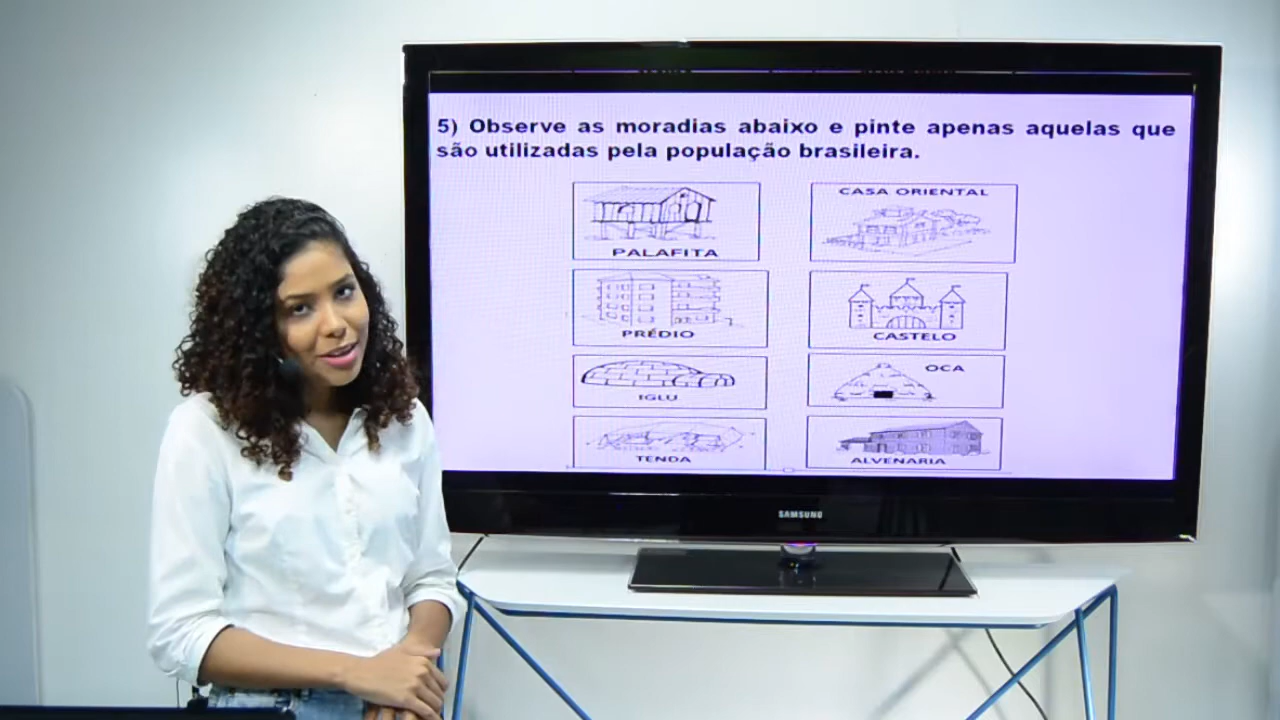 5) Observe as moradias abaixo e pinte apenas aquelas que
são utilizadas pela população brasileira.
PALAFITA
CASA ORIENTAL
PRÉDIO
CASTELO
IGLU
OCA
TENDA
ALVENARIA
SAMSUNG